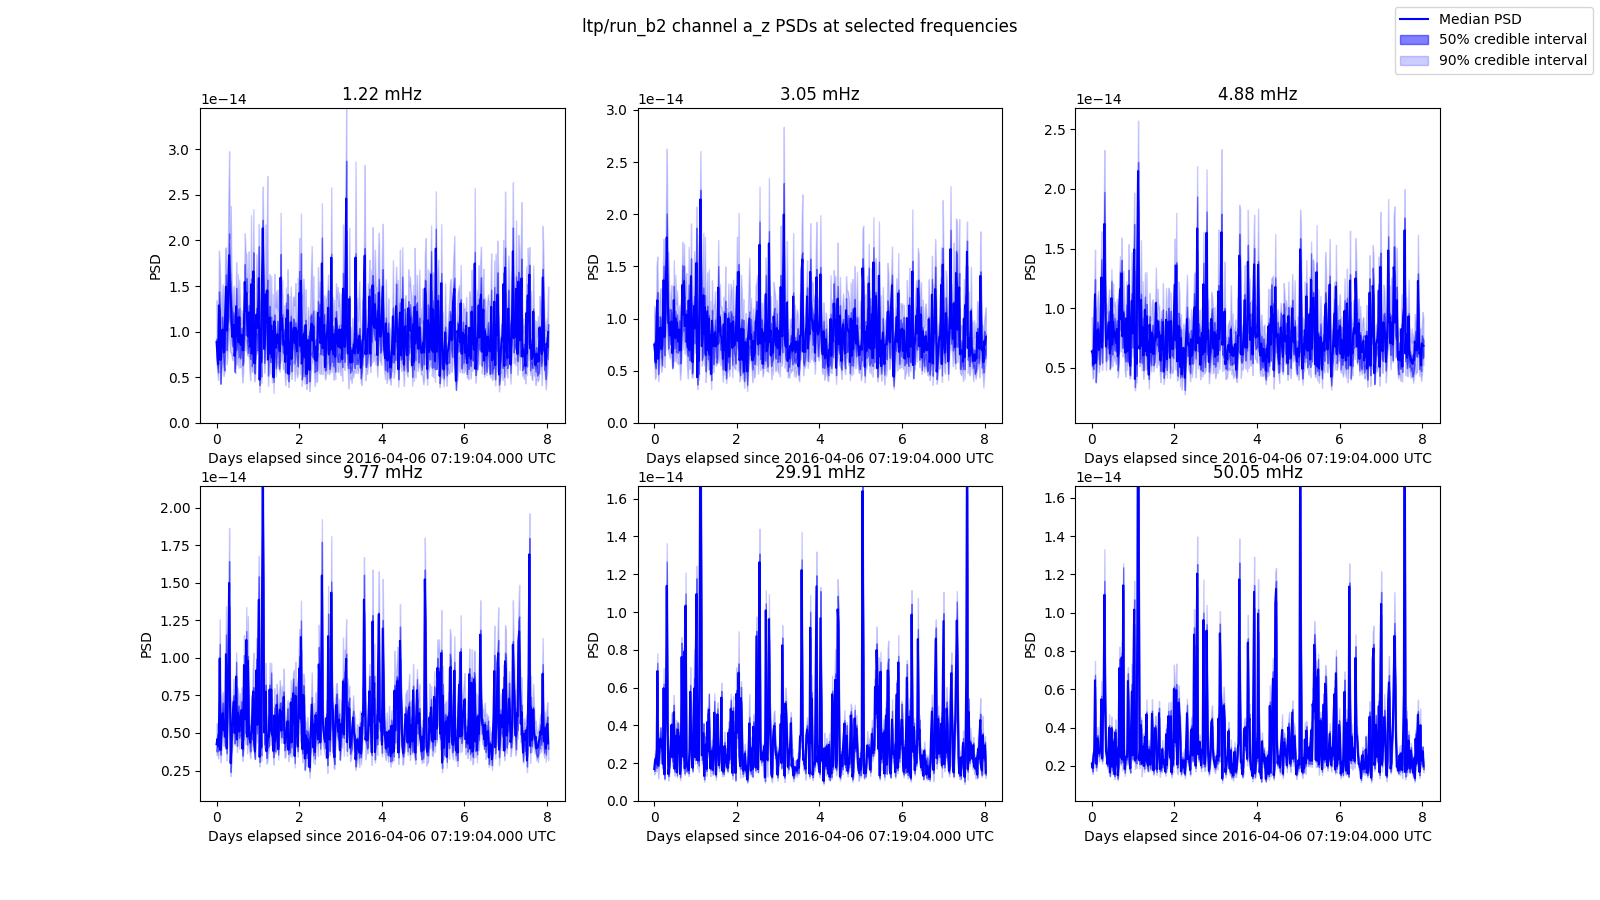 ltp/run_b2 channel a_z PSDs at selected frequencies
Median PSD
50% credible interval
90% credible interval
1.22 mHz
1e−14
PSD
3.0
2.5
2.0
1.5
1.0
0.5
0.0
0 2 4 6 8
Days elapsed since 2016-04-06 07:19:04.000 UTC
3.05 mHz
1e−14
PSD
3.0
2.5
2.0
1.5
1.0
0.5
0.0
0 2 4 6 8
Days elapsed since 2016-04-06 07:19:04.000 UTC
4.88 mHz
1e−14
PSD
2.5
2.0
1.5
1.0
0.5
0 2 4 6 8
Days elapsed since 2016-04-06 07:19:04.000 UTC
9.77 mHz
1e−14
PSD
2.00
1.75
1.50
1.25
1.00
0.75
0.50
0.25
0 2 4 6 8
Days elapsed since 2016-04-06 07:19:04.000 UTC
29.91 mHz
1e−14
PSD
1.6
1.4
1.2
1.0
0.8
0.6
0.4
0.2
0.0
0 2 4 6 8
Days elapsed since 2016-04-06 07:19:04.000 UTC
50.05 mHz
1e−14
PSD
1.6
1.4
1.2
1.0
0.8
0.6
0.4
0.2
0 2 4 6 8
Days elapsed since 2016-04-06 07:19:04.000 UTC